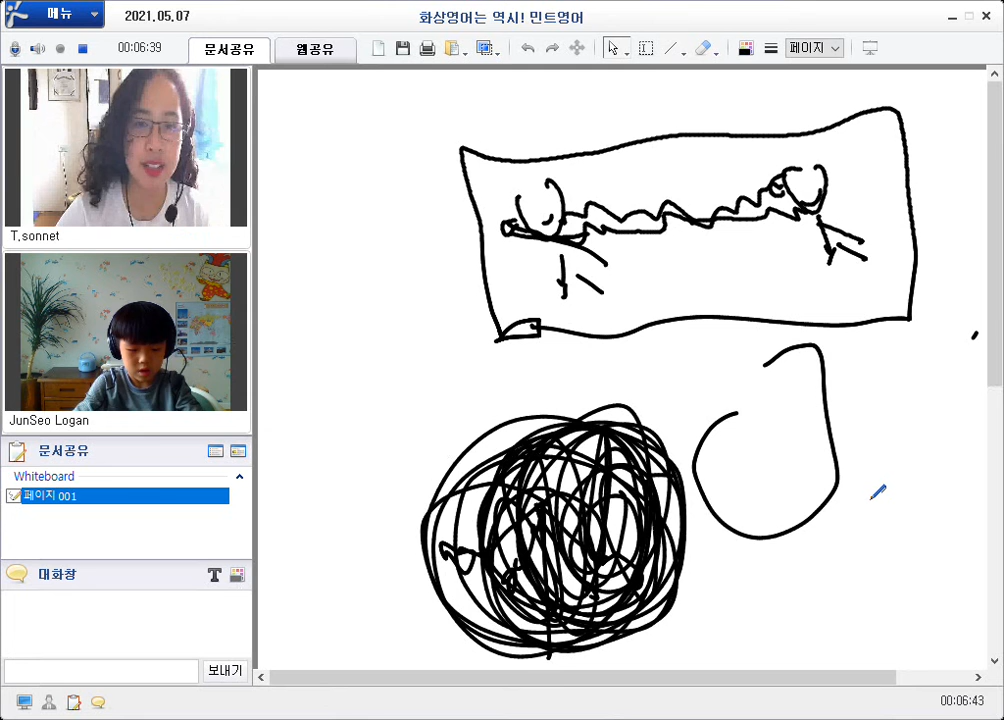 메뉴
2021.05.07
화상영어는 역시! 민트영어
00:06:39
문서공유
웹공유
페이지
T.sonnet
JunSeo Logan
문서공유
Whiteboard
페이지 001
대화창
T
보내기
00:06:43